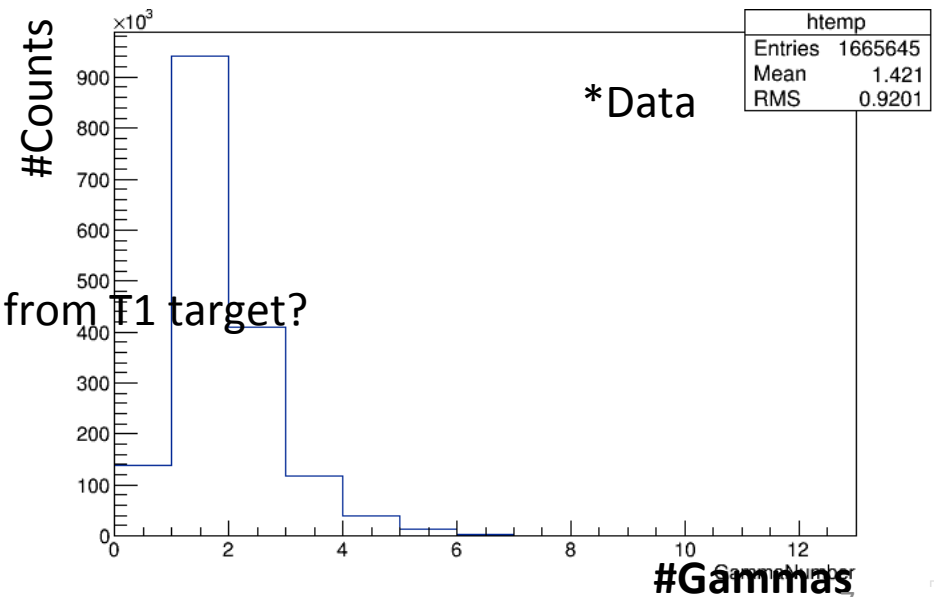 ×10³
#Counts
htemp
Entries 1665645
Mean 1.421
RMS 0.9201
*Data
900
800
700
600
500
from T1 target?
400
300
200
100
0
0 2 4 6 8 10 12
GammaNumber
#Gammas